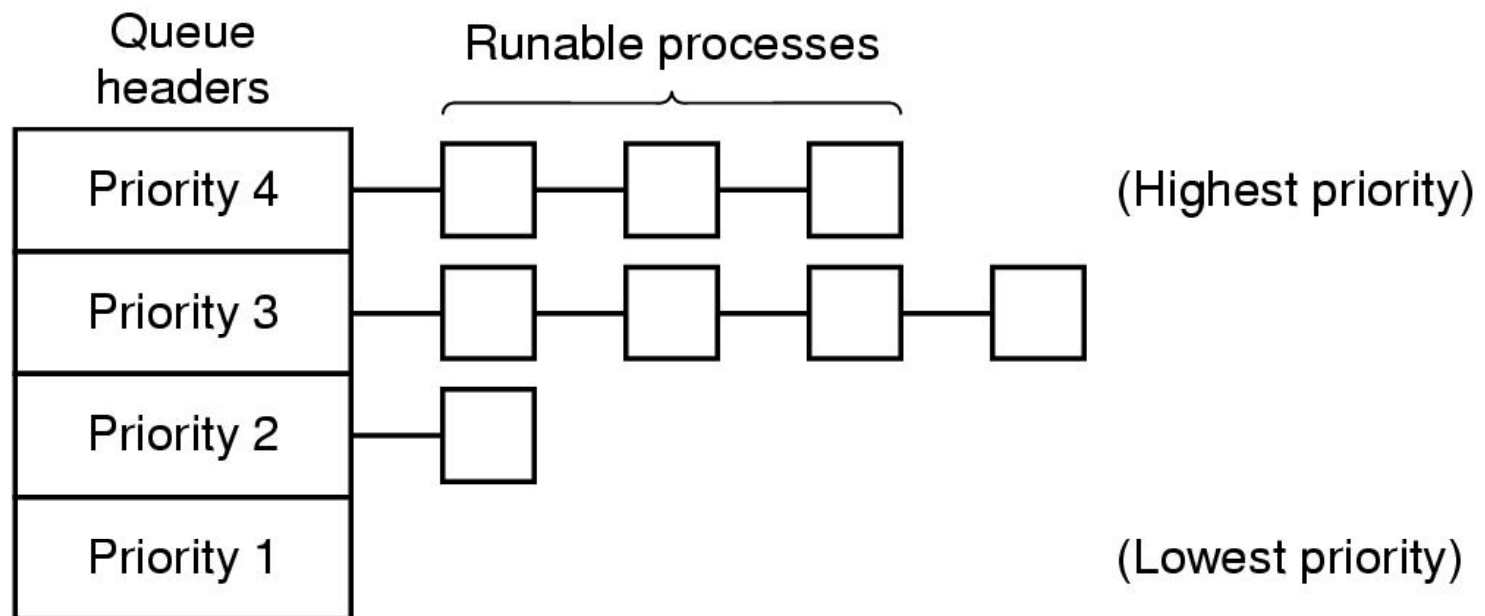 Queue
headers
Runable processes
Priority 4
(Highest priority)
Priority 3
Priority 2
Priority 1
(Lowest priority)